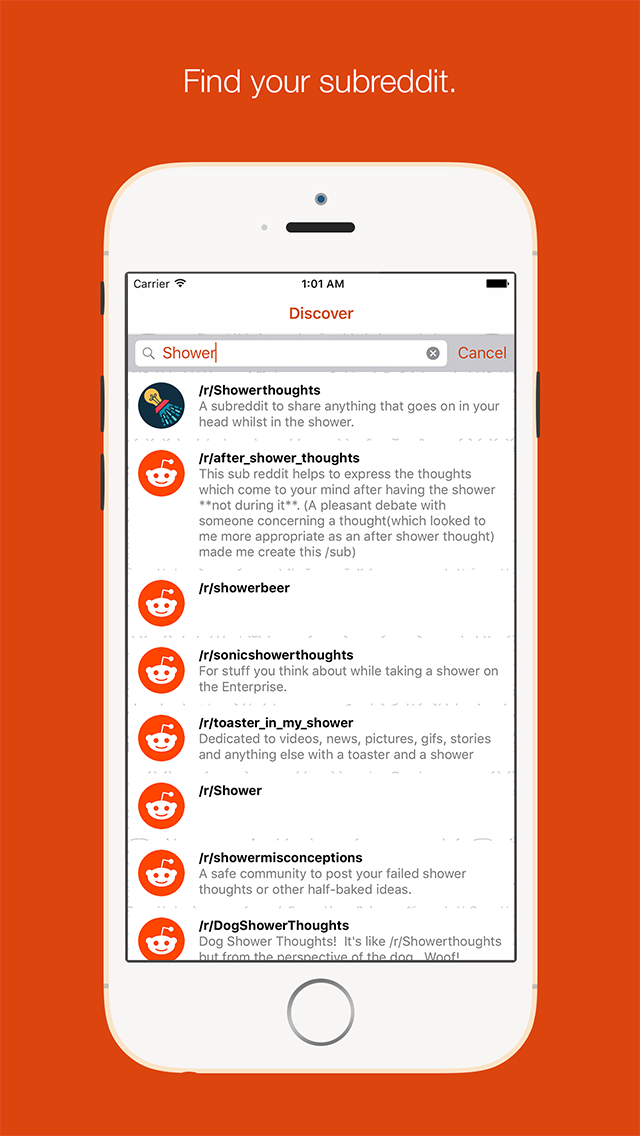 Find your subreddit.
Carrier
1:01 AM
Discover
Shower
Cancel
/r/Showerthoughts
A subreddit to share anything that goes on in your
head whilst in the shower.
/r/after_shower_thoughts
This sub reddit helps to express the thoughts
which come to your mind after having the shower
**not during it**. (A pleasant debate with
someone concerning a thought(which looked to
me more appropriate as an after shower thought)
made me create this /sub)
/r/showerbeer
/r/sonicshowerthoughts
For stuff you think about while taking a shower on
the Enterprise.
/r/toaster_in_my_shower
Dedicated to videos, news, pictures, gifs, stories
and anything else with a toaster and a shower
/r/Shower
/r/showermisconceptions
A safe community to post your failed shower
thoughts or other half-baked ideas.
/r/DogShowerThoughts
Dog Shower Thoughts!  It's like /r/Showerthoughts
but from the perspective of the dog.  Woof!